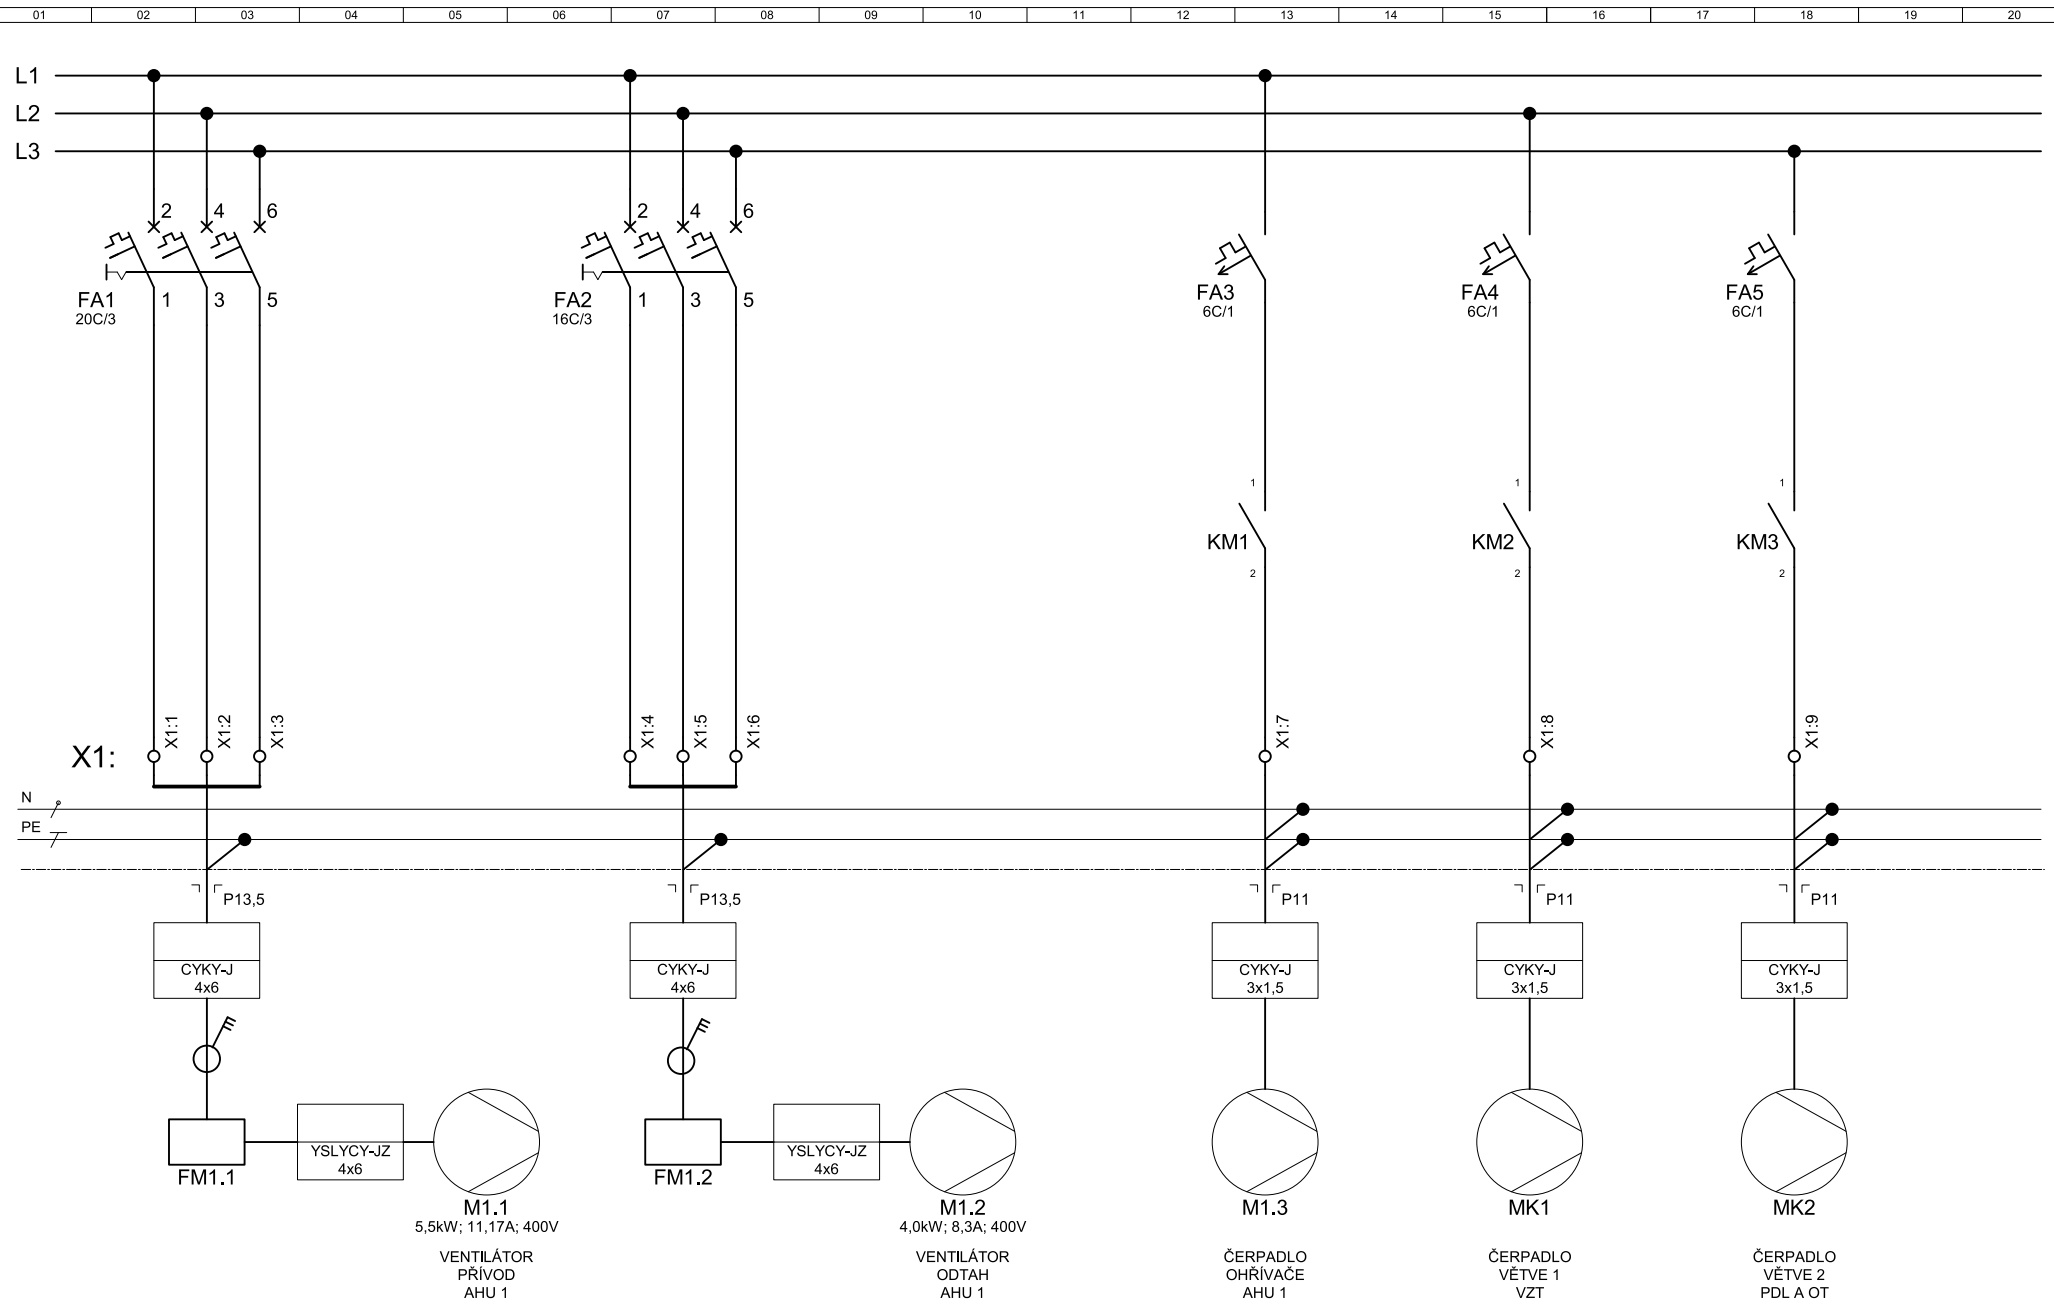 01 02 03 04 05 06 07 08 09 10 11 12 13 14 15 16 17 18 19 20
L1
L2
L3
2 4 6 2 4 6
FA1 1 3 5 FA2 1 3 5 FA3 FA4 FA5
20C/3 16C/3 6C/1 6C/1 6C/1
1 1 1
KM1 KM2 KM3
2 2 2
X1: X1:1 X1:2 X1:3 X1:4 X1:5 X1:6 X1:7 X1:8 X1:9
N
PE
P13,5 P13,5 P11 P11 P11
CYKY-J CYKY-J CYKY-J CYKY-J CYKY-J
4x6 4x6 3x1,5 3x1,5 3x1,5
YSLYCY-JZ YSLYCY-JZ
4x6 4x6
FM1.1 FM1.2
M1.1 M1.2 M1.3 MK1 MK2
5,5kW; 11,17A; 400V 4,0kW; 8,3A; 400V
VENTILÁTOR VENTILÁTOR ČERPADLO ČERPADLO ČERPADLO
PŘÍVOD ODTAH OHŘÍVAČE VĚTVE 1 VĚTVE 2
AHU 1 AHU 1 AHU 1 VZT PDL A OT